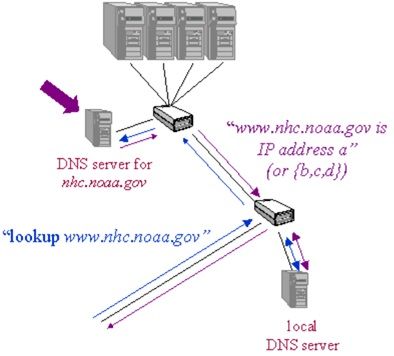 "www.nhc.noaa.gov is
IP address a"
(or {b,c,d})
DNS server for
nhc.noaa.gov
"lookup www.nhc.noaa.gov"
local
DNS server